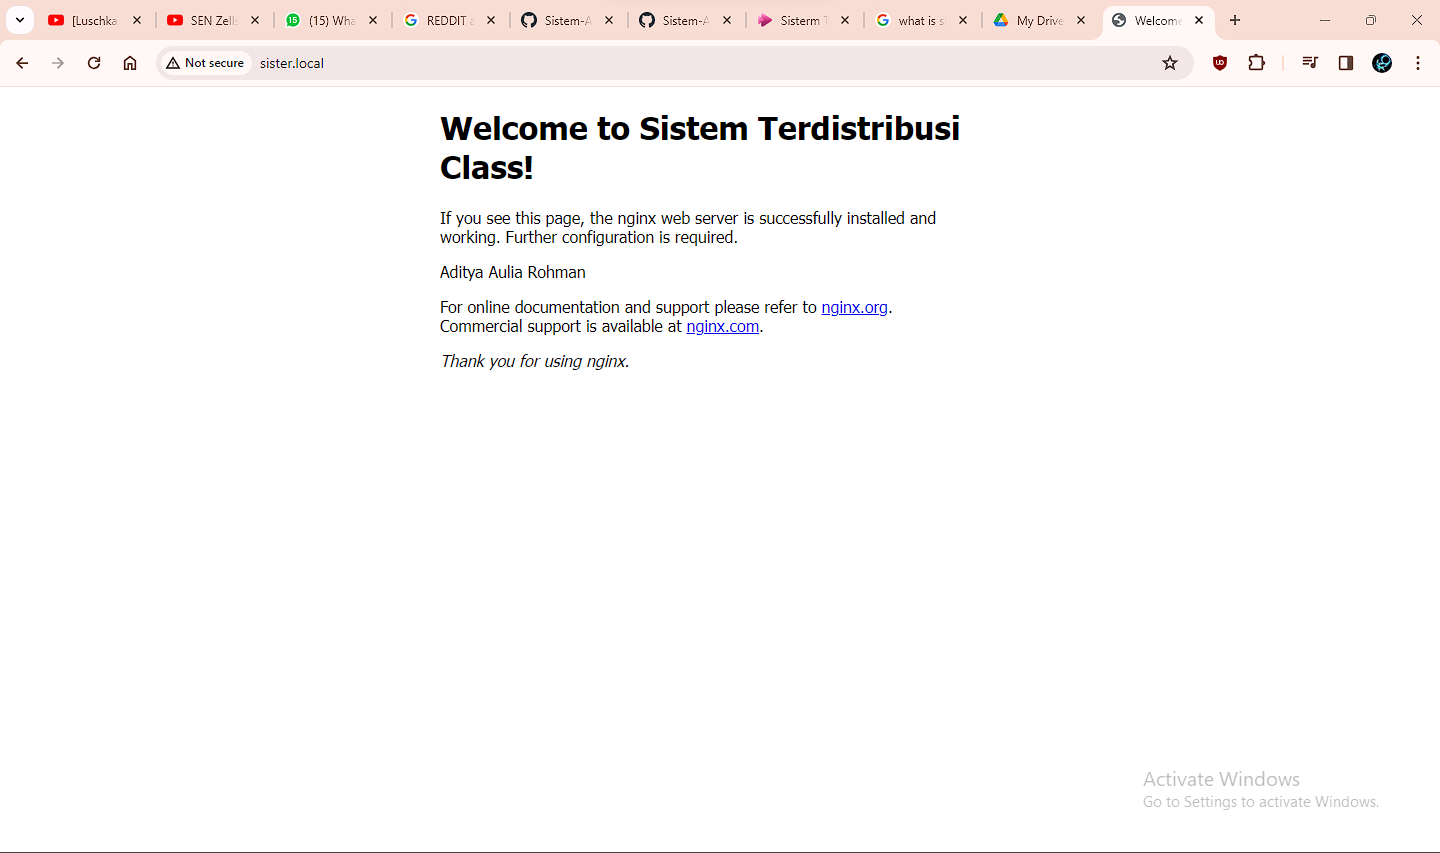 [Luschka
SEN Zells
(15) Wha
REDDIT a
Sistem-A
Sistem-A
Sisterm T
what is s
My Drive
Welcome
Not secure
sister.local
Welcome to Sistem Terdistribusi
Class!
If you see this page, the nginx web server is successfully installed and
working. Further configuration is required.
Aditya Aulia Rohman
For online documentation and support please refer to nginx.org.
Commercial support is available at nginx.com.
Thank you for using nginx.
Activate Windows
Go to Settings to activate Windows.